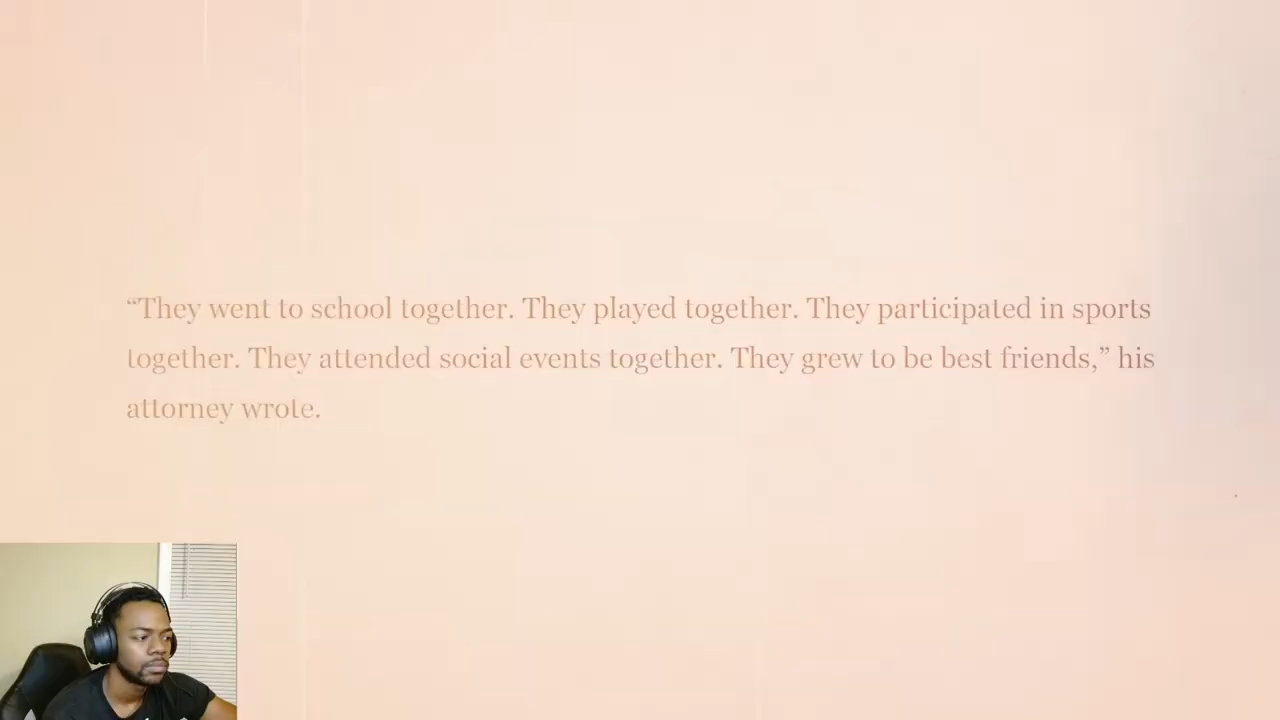 “They went to school together. They played together. They participated in sports
together. They attended social events together. They grew to be best friends,” his
attorney wrote.